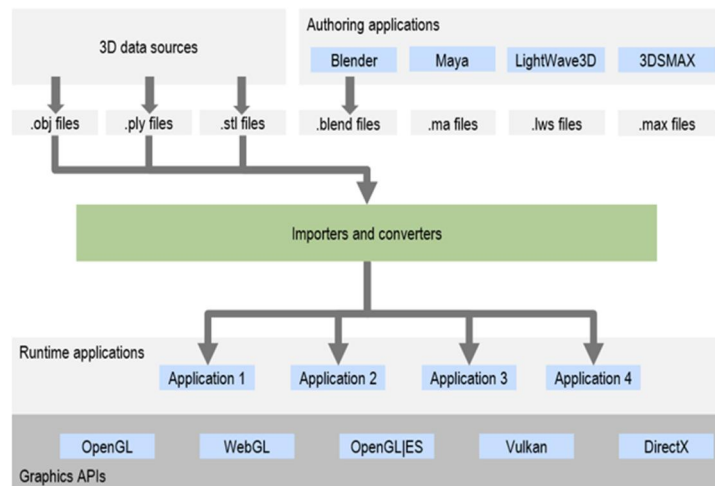 3D data sources
Authoring applications
Blender
Maya
LightWave3D
3DSMAX
.obj files
.ply files
.stl files
.blend files
.ma files
.lws files
.max files
Importers and converters
Runtime applications
Application 1
Application 2
Application 3
Application 4
OpenGL
WebGL
OpenGL|ES
Vulkan
DirectX
Graphics APIs